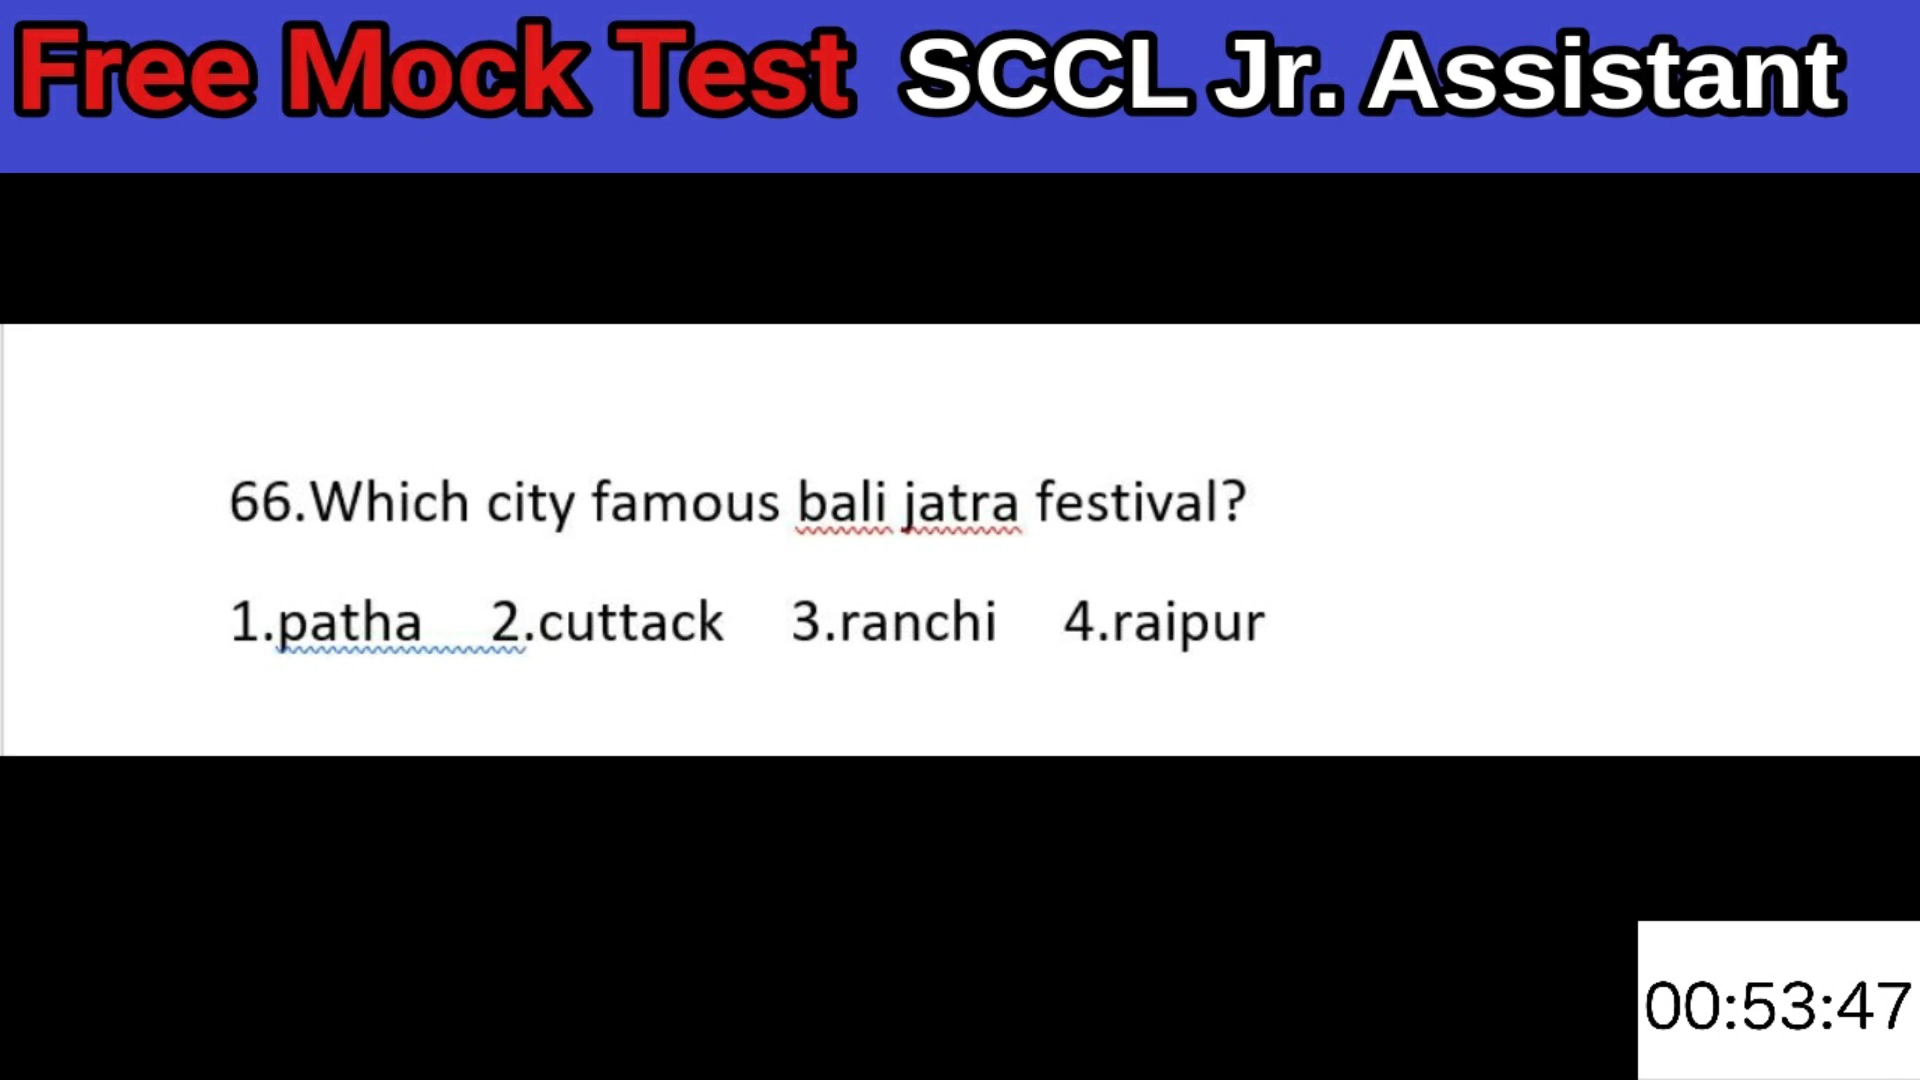 Free Mock Test SCCL Jr. Assistant
66.Which city famous bali jatra festival?
1.patha 2.cuttack 3.ranchi 4.raipur
00:53:47